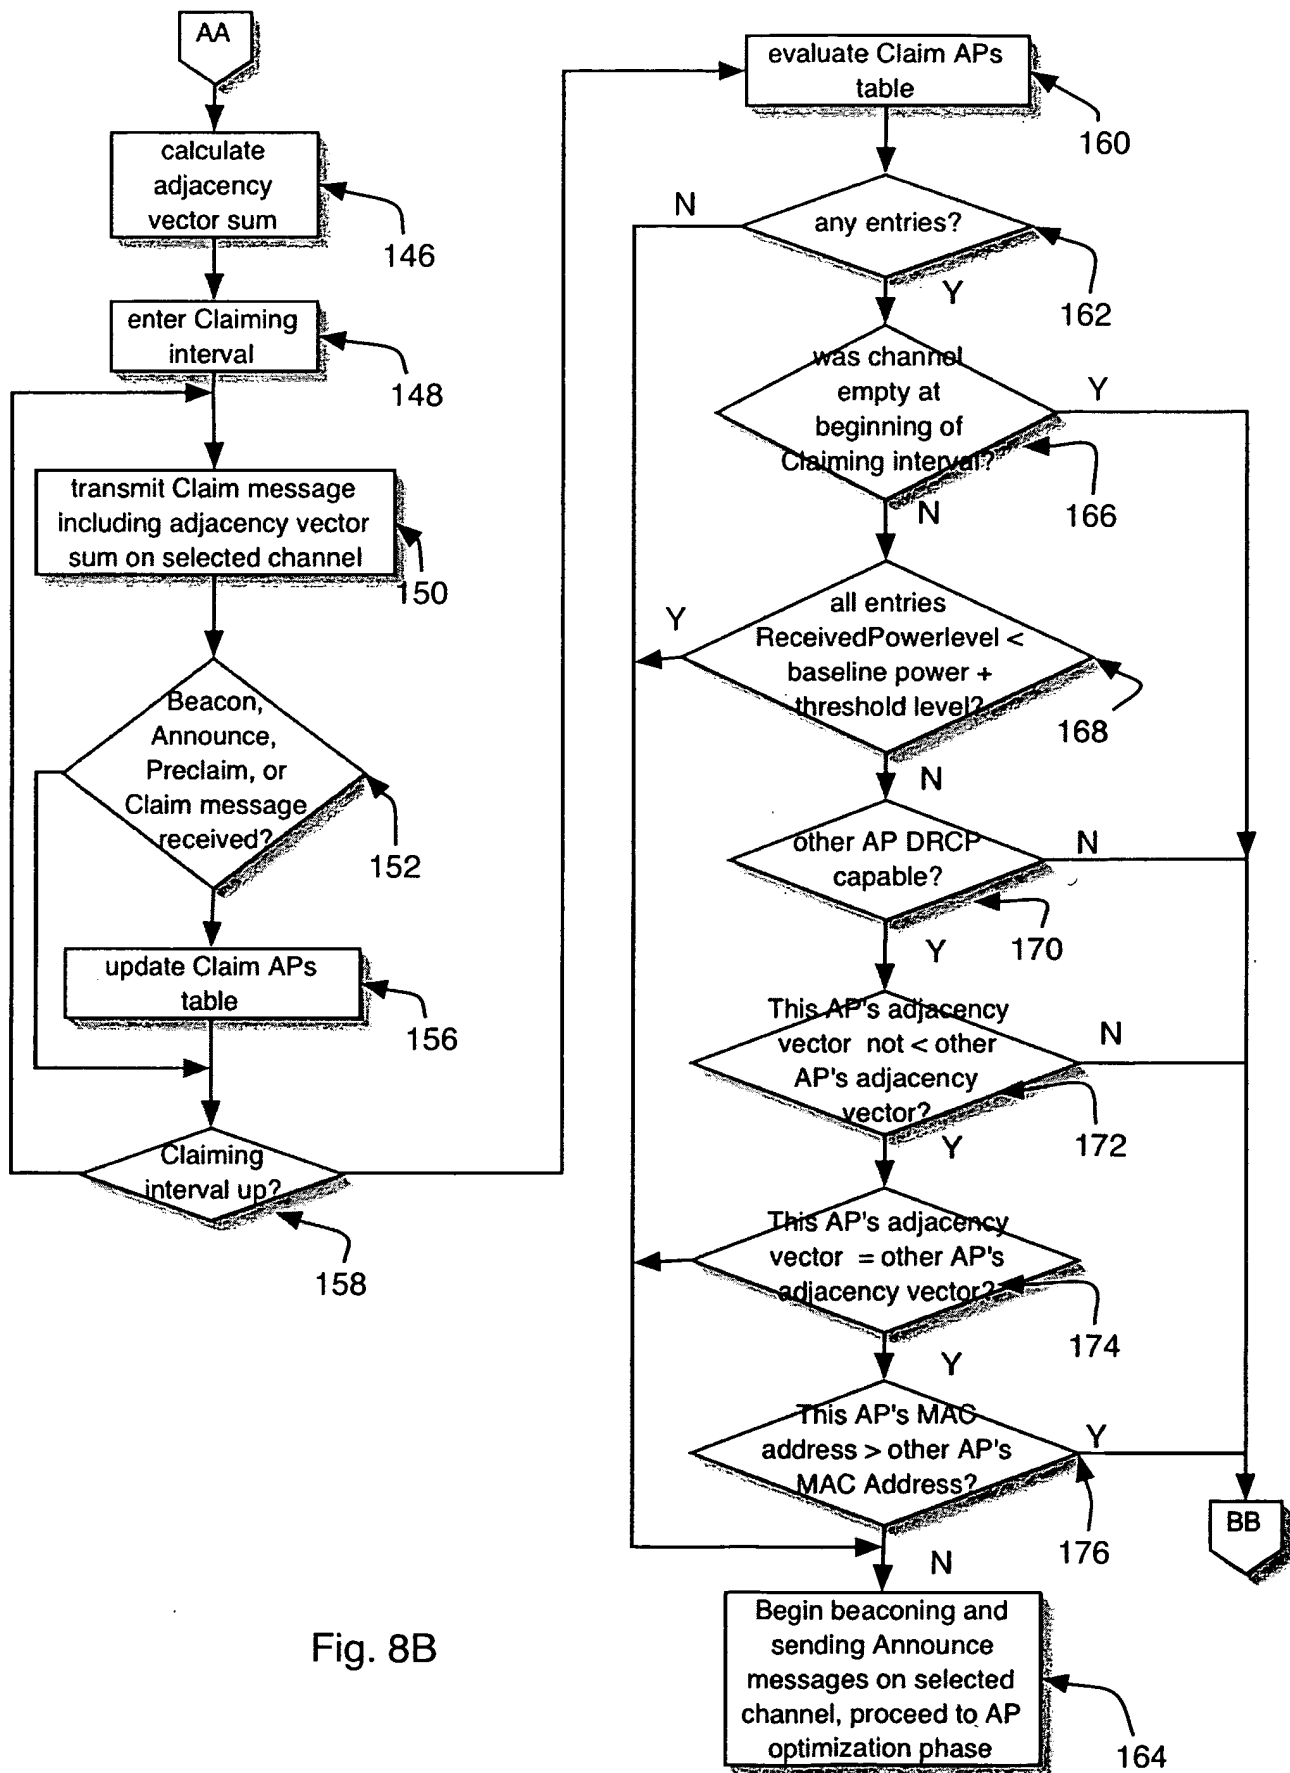 AA
calculate
adjacency
vector sum
146
enter Claiming
interval
148
transmit Claim message
including adjacency vector
sum on selected channel
150
Beacon,
Announce,
Preclaim, or
Claim message
received?
152
update Claim APs
table
156
Claiming
interval up?
158
evaluate Claim APs
table
160
N
any entries?
Y
162
was channel
empty at
beginning of
Claiming interval?
Y
N
166
all entries
ReceivedPowerlevel <
baseline power +
threshold level?
Y
168
N
other AP DRCP
capable?
N
170
Y
This AP's adjacency
vector not < other
AP's adjacency
vector?
N
172
Y
This AP's adjacency
vector = other AP's
adjacency vector?
174
Y
This AP's MAC
address > other AP's
MAC Address?
Y
176
BB
N
Begin beaconing and
sending Announce
messages on selected
channel, proceed to AP
optimization phase
164
Fig. 8B